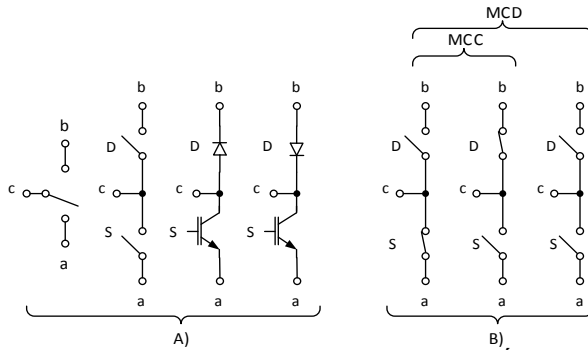 MCD
MCC
b b b b b b
b
D D D D D D
c c c c c c c
S S S S S S
a
a a a a a a
A) B)